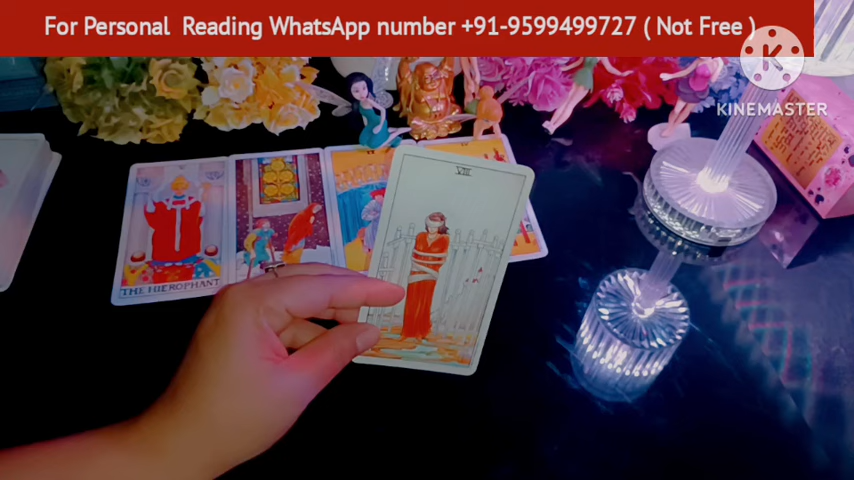 For Personal Reading WhatsApp number +91-9599499727 ( Not Free )
K
KINEMASTER
VIII
THE HIEROPHANT